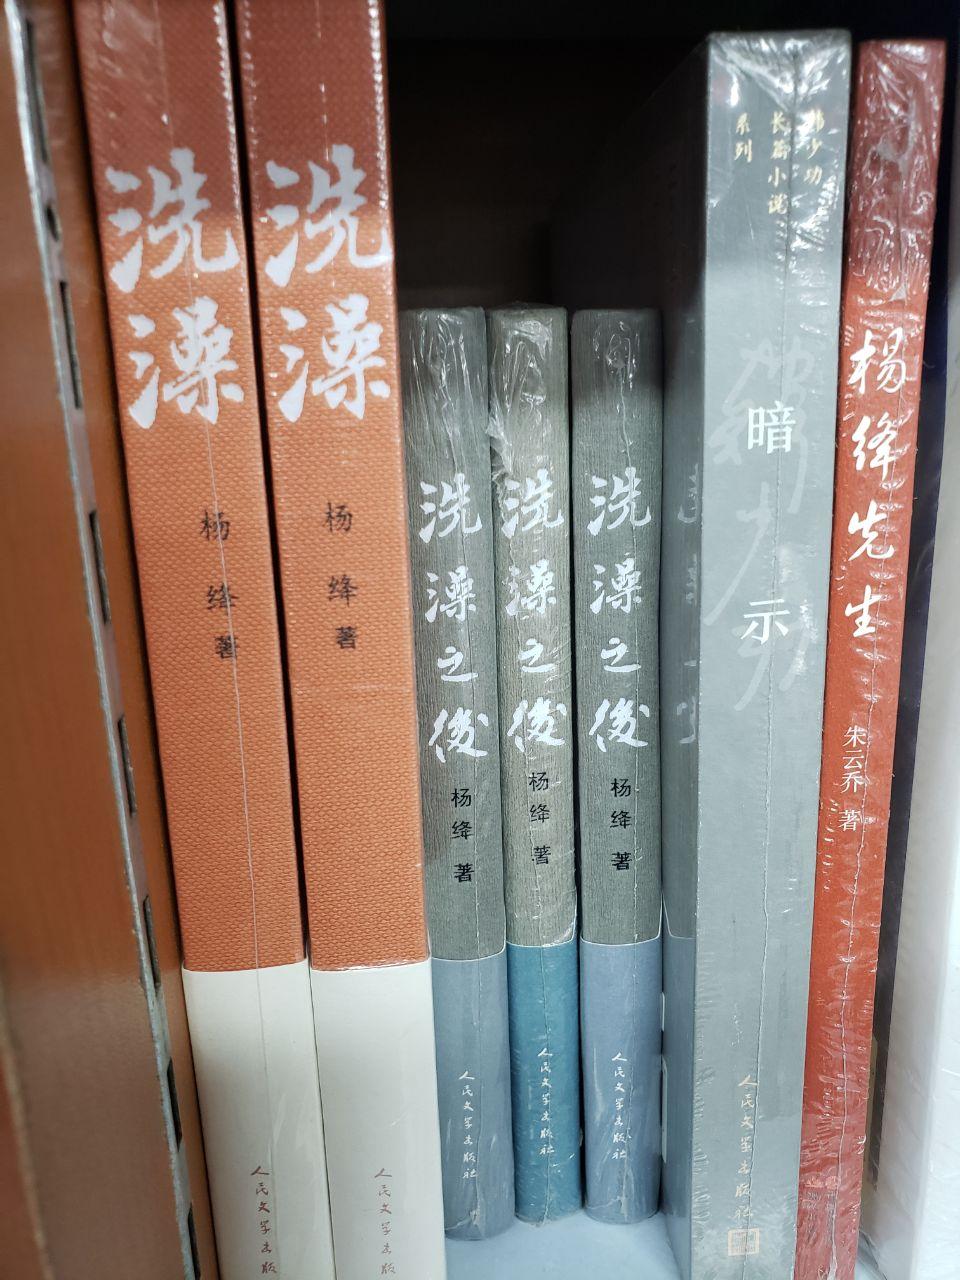 洗澡
杨绛 著
人民文学出版
洗澡
杨绛 著
人民文学出版
洗澡之後
杨绛 著
人民文学出版社
洗澡之後
杨绛 著
人民文学出版社
洗澡之後
杨绛 著
人民文学出版社
韩少功
长篇小说
系列
暗示
人民文学出版社
杨绛先生
朱云乔 著